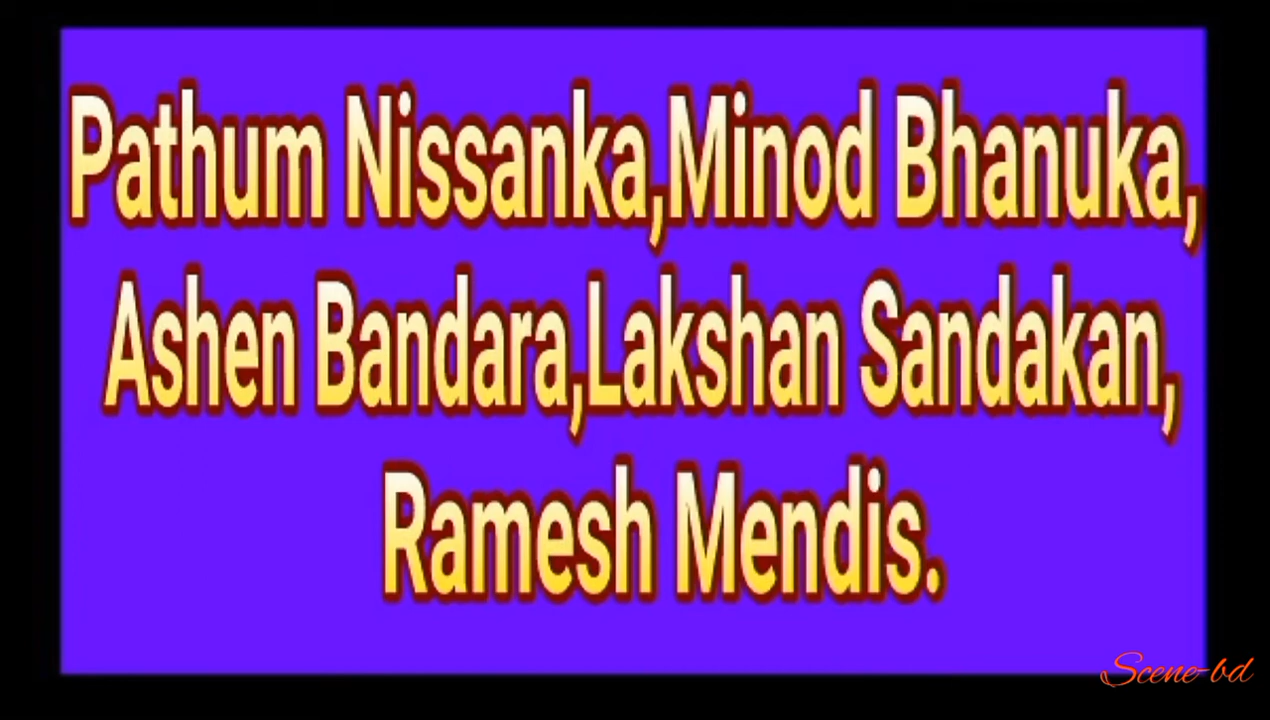 Pathum Nissanka,Minod Bhanuka,
Ashen Bandara,Lakshan Sandakan,
Ramesh Mendis.
Scene-bd